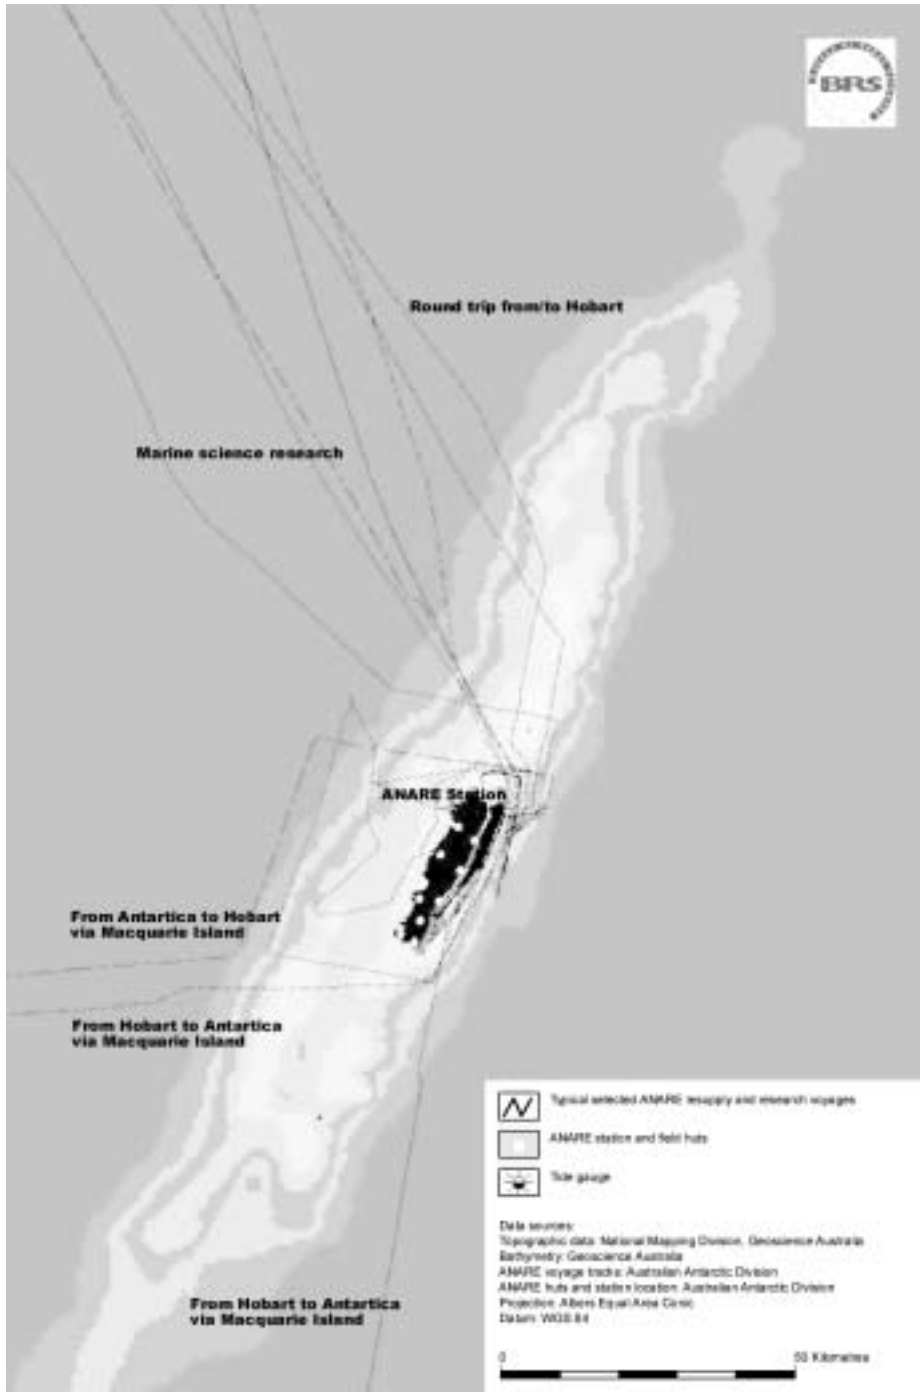 BRS
Round trip from/to Hobart
Marine science research
ANARE Station
From Antartica to Hobart
via Macquarie Island
From Hobart to Antartica
via Macquarie Island
From Hobart to Antartica
via Macquarie Island
Typical selected ANARE resupply and research voyages
ANARE station and field huts
Tide gauge
Data sources:
Topographic data: National Mapping Division, Geoscience Australia
Bathymetry: Geoscience Australia
ANARE voyage tracks: Australian Antarctic Division
ANARE huts and station location: Australian Antarctic Division
Projection: Albers Equal Area Conic
Datum: WGS 84
0 50 Kilometres